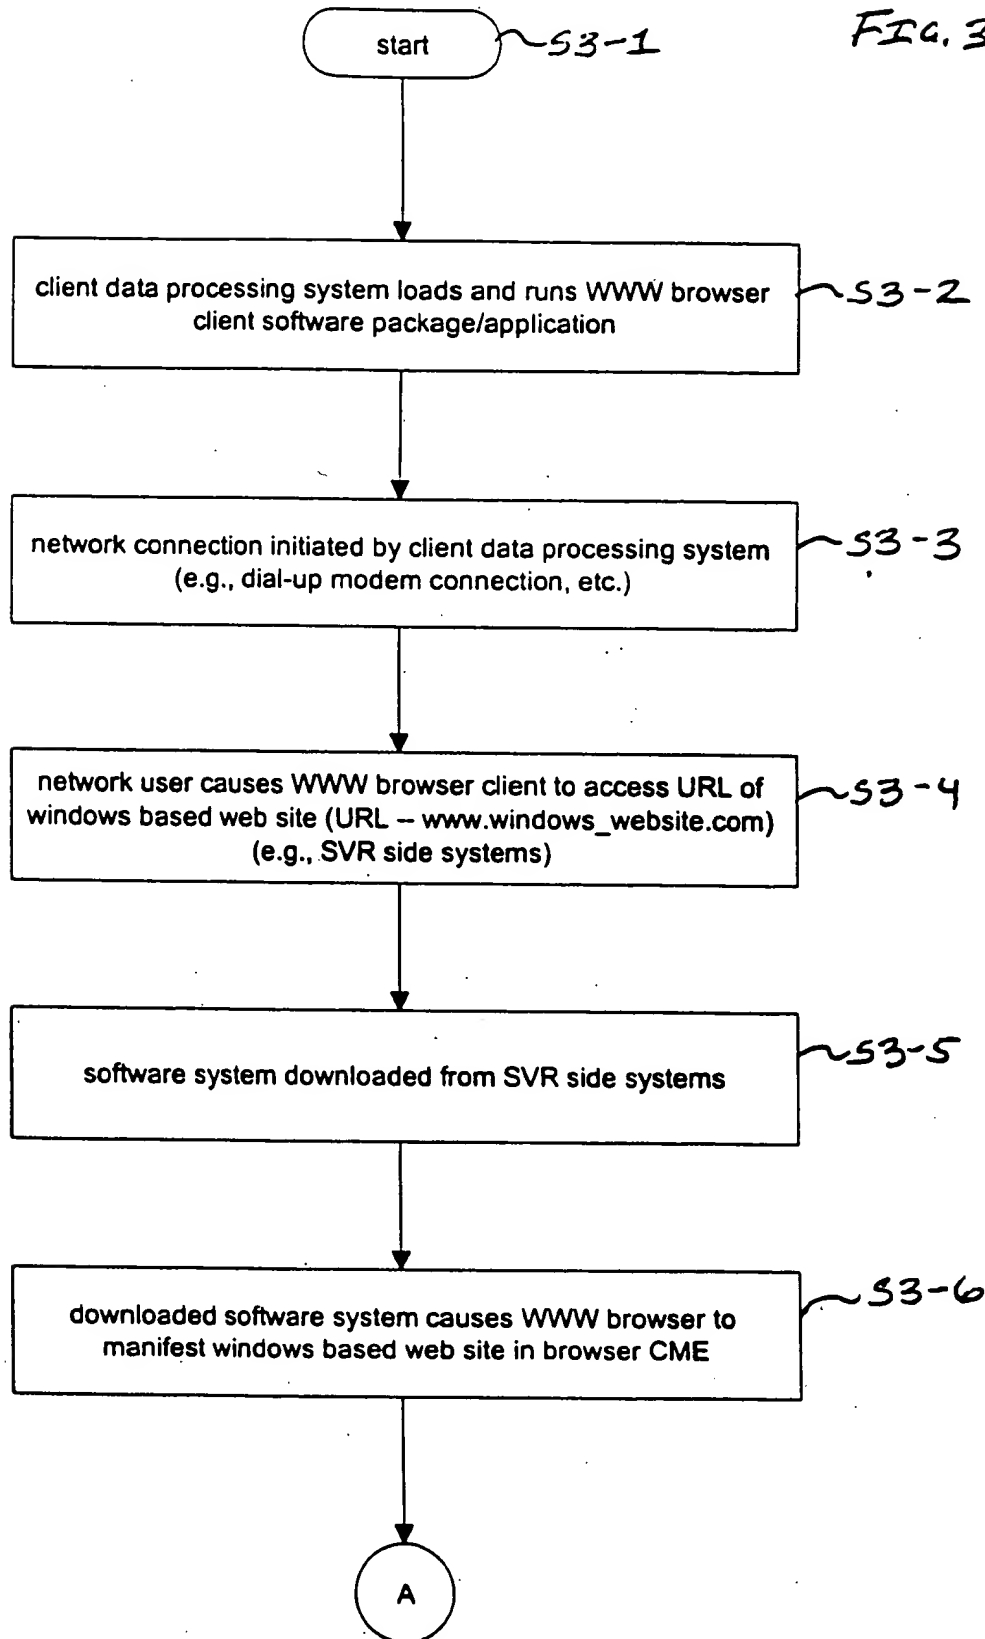 start
S3-1
FIG. 3
client data processing system loads and runs WWW browser
client software package/application
S3-2
network connection initiated by client data processing system
(e.g., dial-up modem connection, etc.)
S3-3
network user causes WWW browser client to access URL of
windows based web site (URL – www.windows_website.com)
(e.g., SVR side systems)
S3-4
software system downloaded from SVR side systems
S3-5
downloaded software system causes WWW browser to
manifest windows based web site in browser CME
S3-6
A